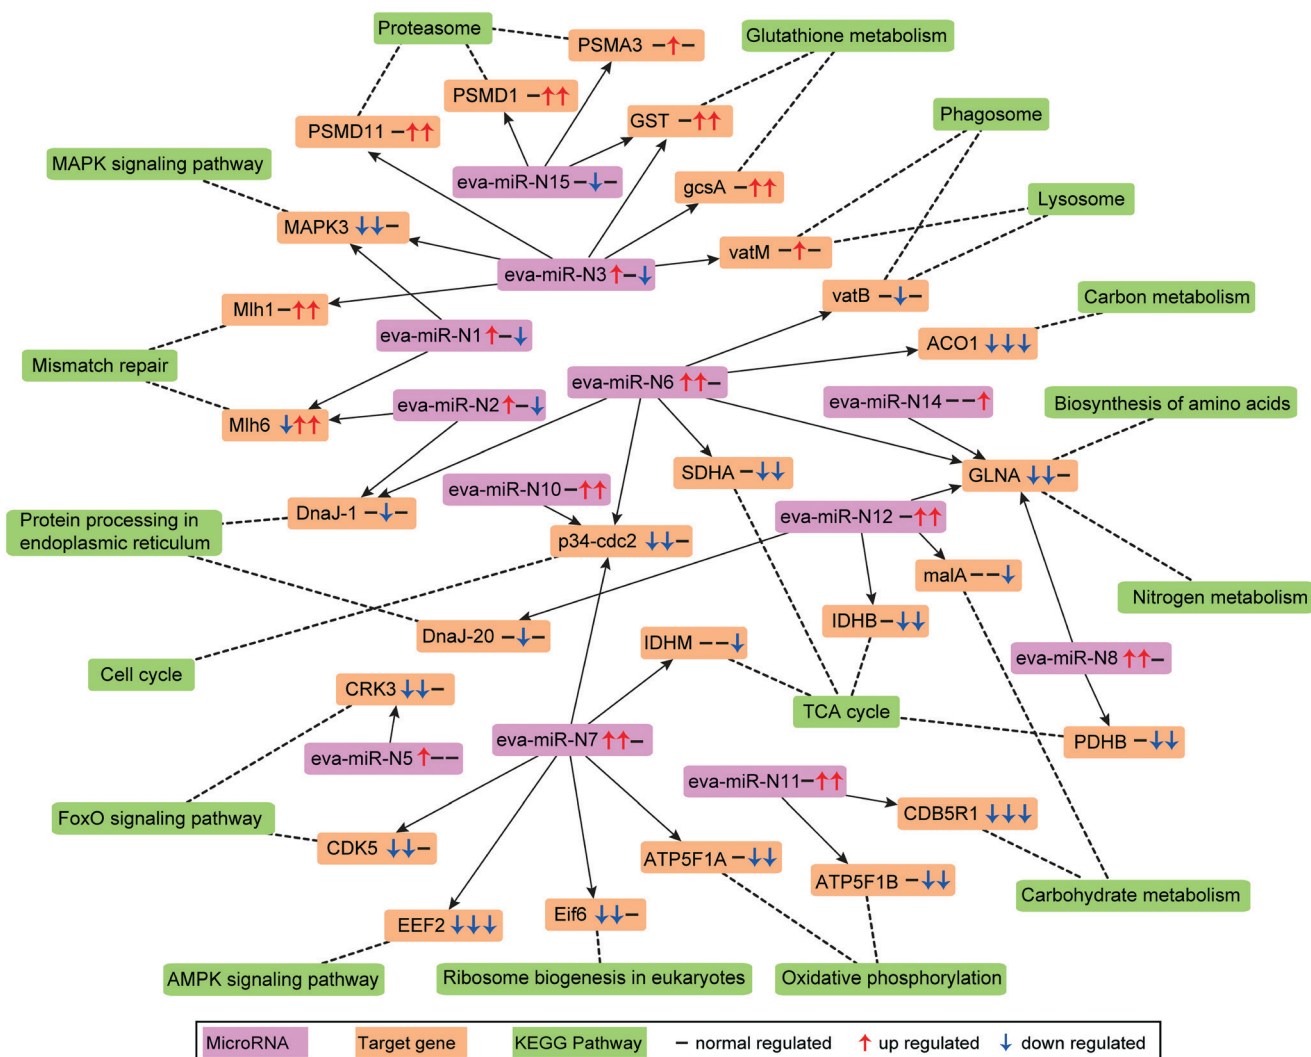 Proteasome
PSMA3 –↑–
Glutathione metabolism
PSMD1 –↑↑
PSMD11 –↑↑
GST –↑↑
Phagosome
MAPK signaling pathway
eva-miR-N15 –↓–
gcsA –↑↑
Lysosome
MAPK3 ↓↓–
vatM –↑–
eva-miR-N3 ↑–↓
vatB –↓–
Carbon metabolism
Mlh1 –↑↑
eva-miR-N1 ↑–↓
ACO1 ↓↓↓
Mismatch repair
eva-miR-N6 ↑↑–
eva-miR-N2 ↑–↓
eva-miR-N14 ––↑
Biosynthesis of amino acids
Mlh6 ↓↑↑
SDHA –↓↓
GLNA ↓↓–
eva-miR-N10 –↑↑
DnaJ-1 –↓–
eva-miR-N12 –↑↑
Protein processing in
endoplasmic reticulum
p34-cdc2 ↓↓–
malA ––↓
Nitrogen metabolism
IDHB –↓↓
DnaJ-20 –↓–
IDHM ––↓
eva-miR-N8 ↑↑–
Cell cycle
CRK3 ↓↓–
TCA cycle
eva-miR-N7 ↑↑–
PDHB –↓↓
eva-miR-N5 ↑––
eva-miR-N11 –↑↑
FoxO signaling pathway
CDB5R1 ↓↓↓
CDK5 ↓↓–
ATP5F1A –↓↓
ATP5F1B –↓↓
Carbohydrate metabolism
EEF2 ↓↓↓
Eif6 ↓↓–
AMPK signaling pathway
Ribosome biogenesis in eukaryotes
Oxidative phosphorylation
MicroRNA Target gene KEGG Pathway – normal regulated ↑ up regulated ↓ down regulated